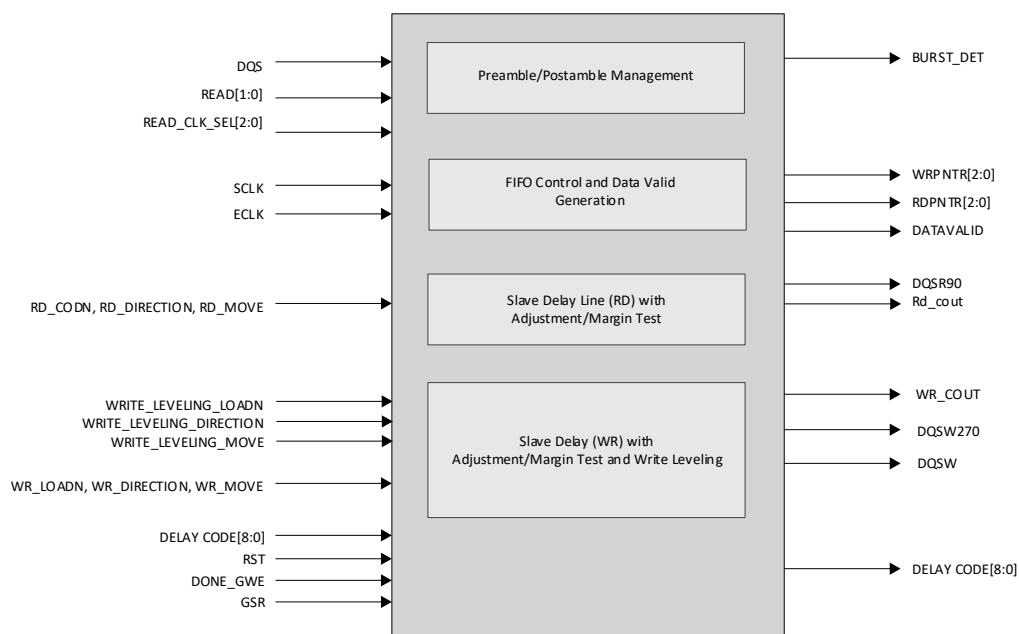 DQS
READ[1:0]
READ_CLK_SEL[2:0]
SCLK
ECLK
RD_CODN, RD_DIRECTION, RD_MOVE
WRITE_LEVELING_LOADN
WRITE_LEVELING_DIRECTION
WRITE_LEVELING_MOVE
WR_LOADN, WR_DIRECTION, WR_MOVE
DELAY CODE[8:0]
RST
DONE_GWE
GSR
Preamble/Postamble Management
FIFO Control and Data Valid
Generation
Slave Delay Line (RD) with
Adjustment/Margin Test
Slave Delay (WR) with
Adjustment/Margin Test and Write Leveling
BURST_DET
WRPNTR[2:0]
RDPNTR[2:0]
DATAVALID
DQSR90
Rd_cout
WR_COUT
DQSW270
DQSW
DELAY CODE[8:0]